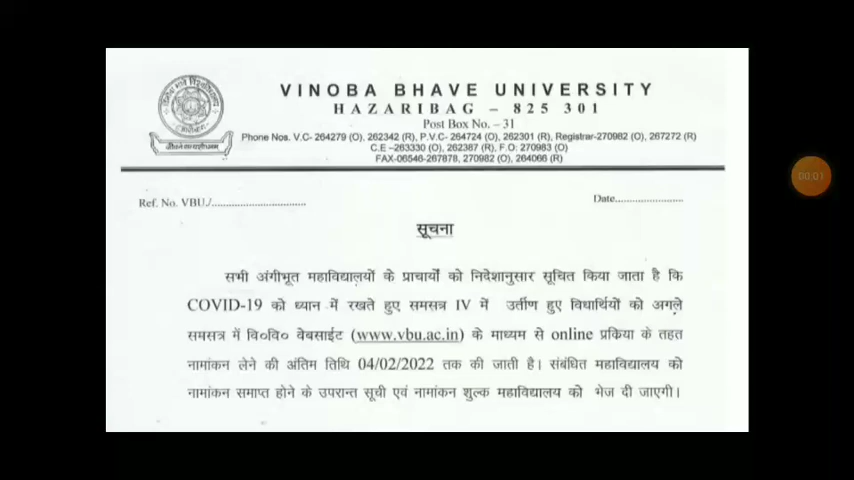 VINOBA BHAVE UNIVERSITY
HAZARIBAG – 825 301
Post Box No. – 31
Phone Nos. V.C- 264279 (O), 262342 (R), P.V.C- 264724 (O), 262301 (R), Registrar-270982 (O), 267272 (R)
C.E –263330 (O), 262387 (R), F.O: 270983 (O)
FAX-06546-267878, 270982 (O), 264066 (R)
Ref. No. VBU./..............................
Date......................
सूचना
सभी अंगीभूत महाविद्यालयों के प्राचार्यों को निदेशानुसार सूचित किया जाता है कि
COVID-19 को ध्यान में रखते हुए समसत्र IV में उर्तीण हुए विधार्थियों को अगले
समसत्र में वि०वि० वेबसाईट (www.vbu.ac.in) के माध्यम से online प्रकिया के तहत
नामांकन लेने की अंतिम तिथि 04/02/2022 तक की जाती है। संबंधित महाविद्यालय को
नामांकन समाप्त होने के उपरान्त सूची एवं नामांकन शुल्क महाविद्यालय को भेज दी जाएगी।
00:01